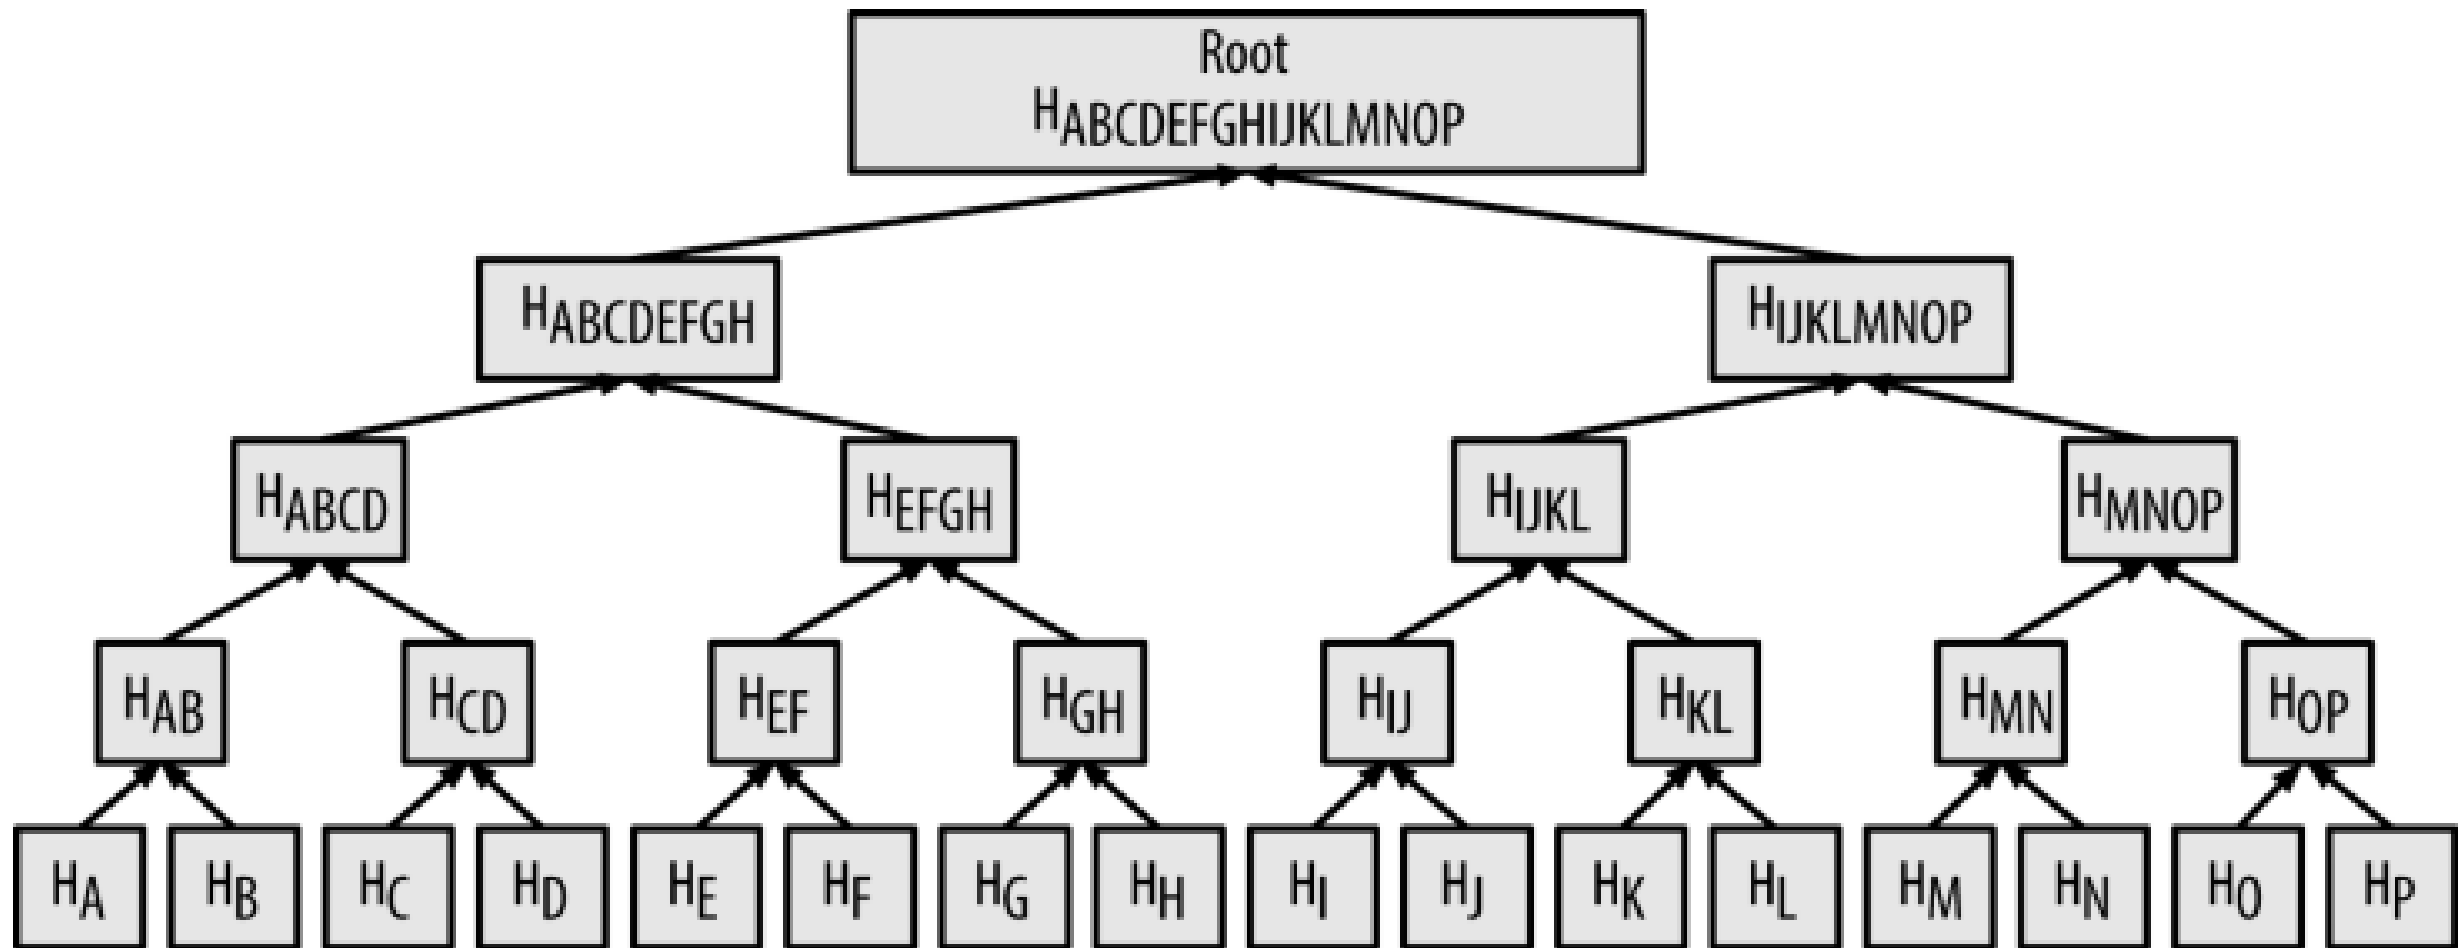 Root
HABCDEFGHIJKLMNOP
HABCDEFGH
HIJKLMNOP
HABCD
HEFGH
HIJKL
HMNOP
HAB
HCD
HEF
HGH
HIJ
HKL
HMN
HOP
HA
HB
HC
HD
HE
HF
HG
HH
HI
HJ
HK
HL
HM
HN
HO
HP